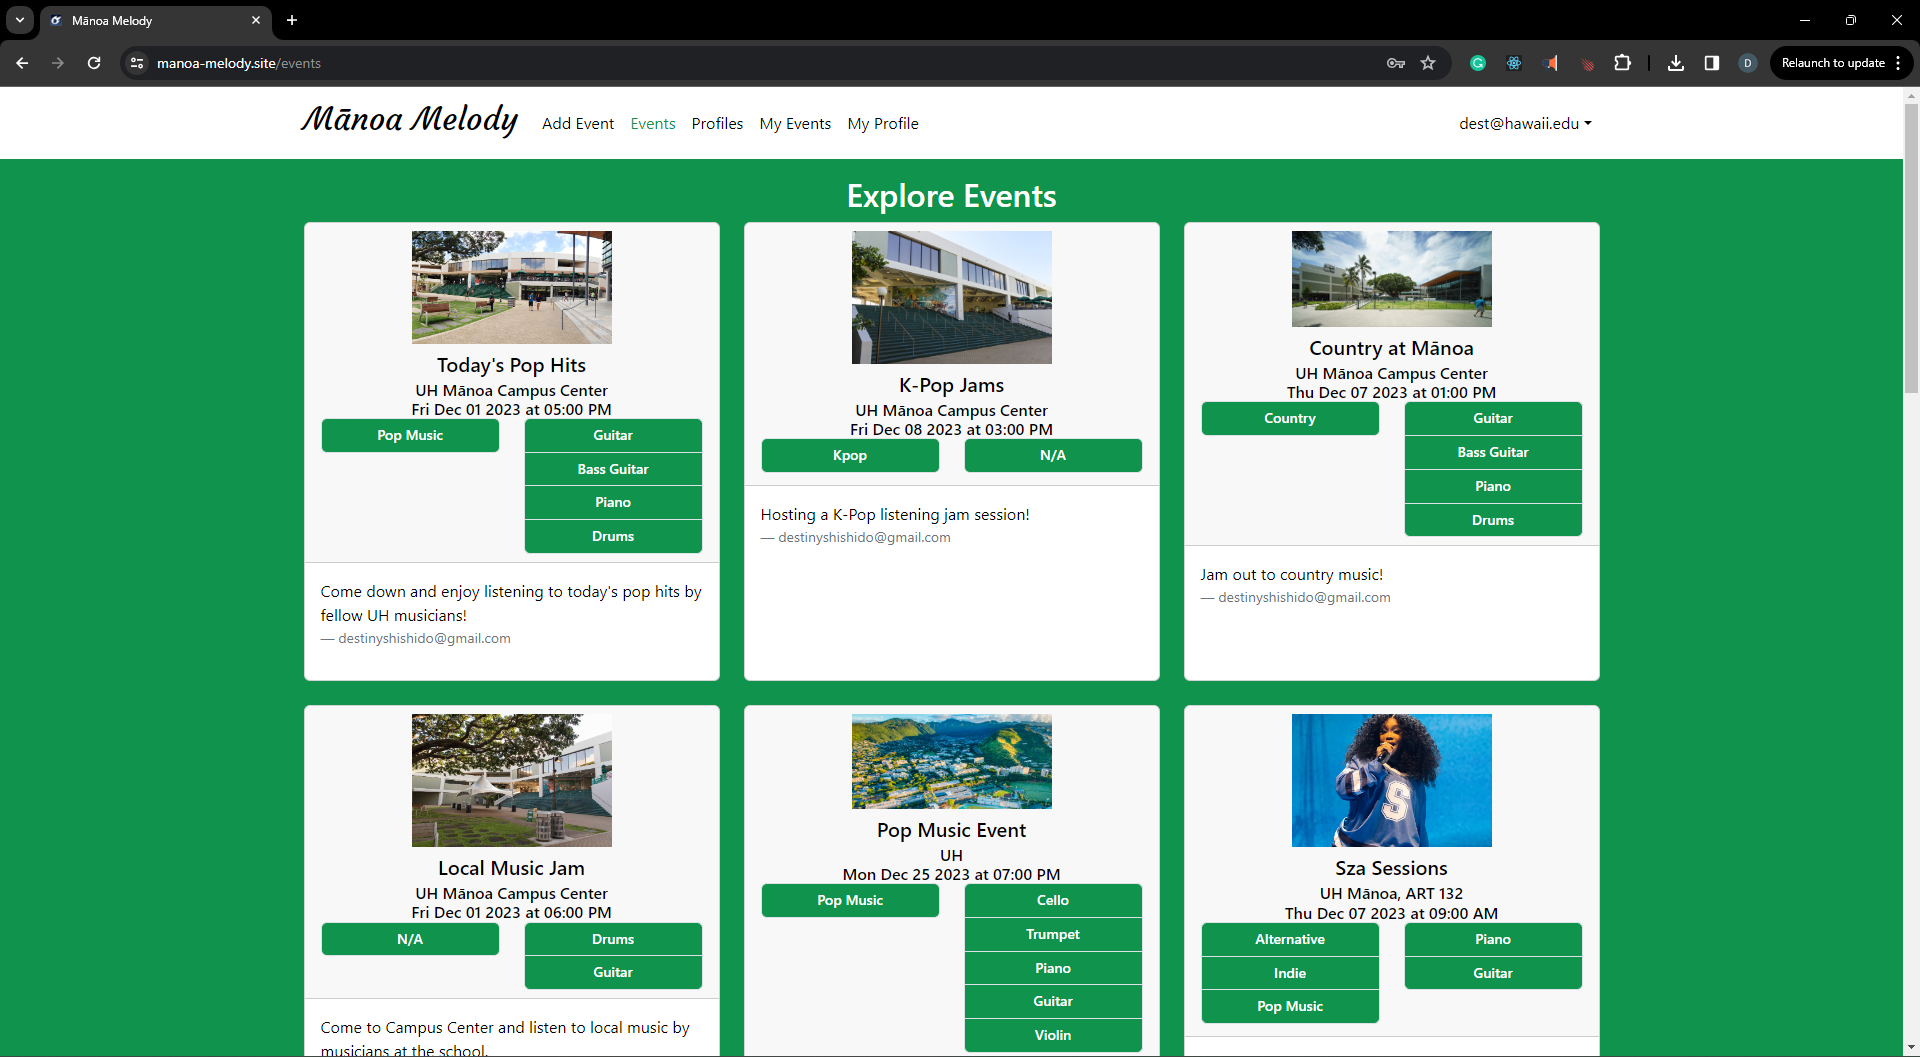 Mānoa Melody
manoa-melody.site/events
Relaunch to update
D
Mānoa Melody
Add Event
Events
Profiles
My Events
My Profile
dest@hawaii.edu
Explore Events
Today's Pop Hits
UH Mānoa Campus Center
Fri Dec 01 2023 at 05:00 PM
Pop Music
Guitar
Bass Guitar
Piano
Drums
Come down and enjoy listening to today's pop hits by
fellow UH musicians!
— destinyshishido@gmail.com
K-Pop Jams
UH Mānoa Campus Center
Fri Dec 08 2023 at 03:00 PM
Kpop
N/A
Hosting a K-Pop listening jam session!
— destinyshishido@gmail.com
Country at Mānoa
UH Mānoa Campus Center
Thu Dec 07 2023 at 01:00 PM
Country
Guitar
Bass Guitar
Piano
Drums
Jam out to country music!
— destinyshishido@gmail.com
Local Music Jam
UH Mānoa Campus Center
Fri Dec 01 2023 at 06:00 PM
N/A
Drums
Guitar
Come to Campus Center and listen to local music by
musicians at the school.
Pop Music Event
UH
Mon Dec 25 2023 at 07:00 PM
Pop Music
Cello
Trumpet
Piano
Guitar
Violin
S
Sza Sessions
UH Mānoa, ART 132
Thu Dec 07 2023 at 09:00 AM
Alternative
Indie
Pop Music
Piano
Guitar